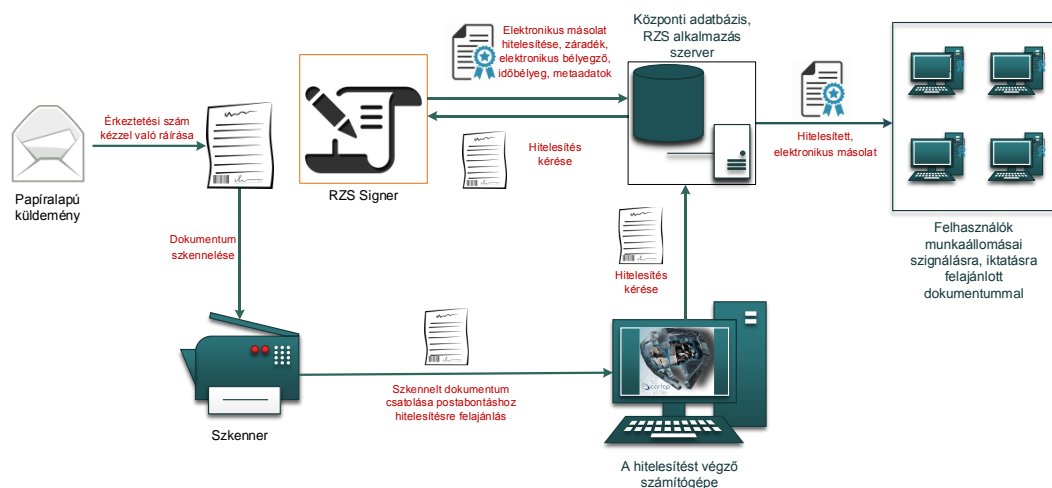 Központi adatbázis,
RZS alkalmazás
szerver
Elektronikus másolat
hitelesítése, záradék,
elektronikus bélyegző,
időbélyeg, metaadatok
Érkeztetési szám
kézzel való ráírása
Hitelesítés
kérése
Hitelesített,
elektronikus másolat
Papíralapú
küldemény
RZS Signer
Felhasználók
munkaállomásai
szignálásra, iktatásra
felajánlott
dokumentummal
Dokumentum
szkennelése
Hitelesítés
kérése
Szkennelt dokumentum
csatolása postabontáshoz
hitelesítésre felajánlás
Szkenner
A hitelesítést végző
számítógépe